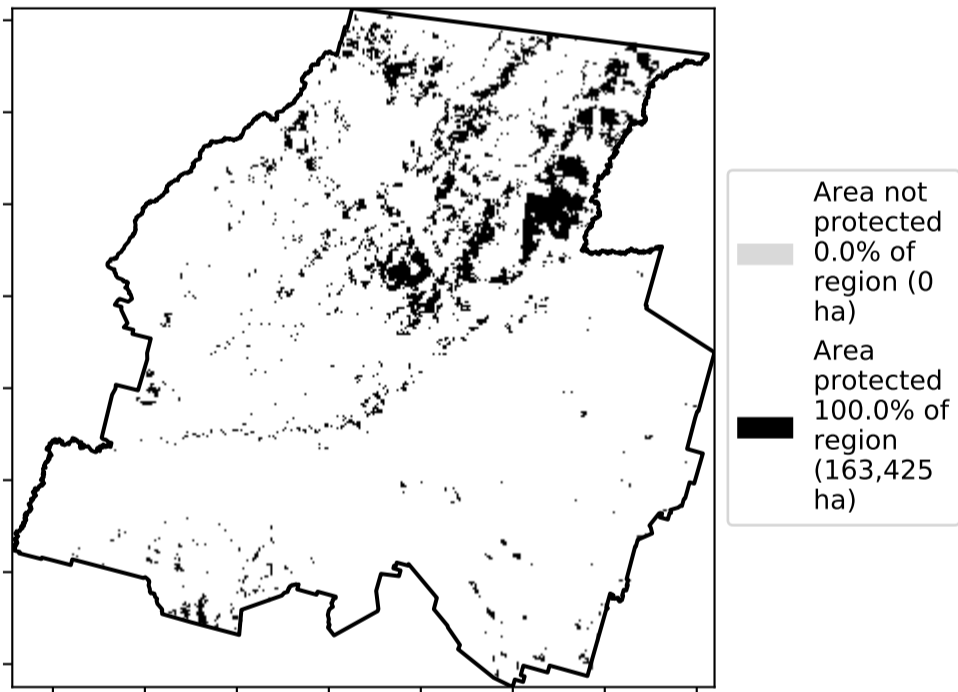 Area not
protected
0.0% of
region (0
ha)
Area
protected
100.0% of
region
(163,425
ha)